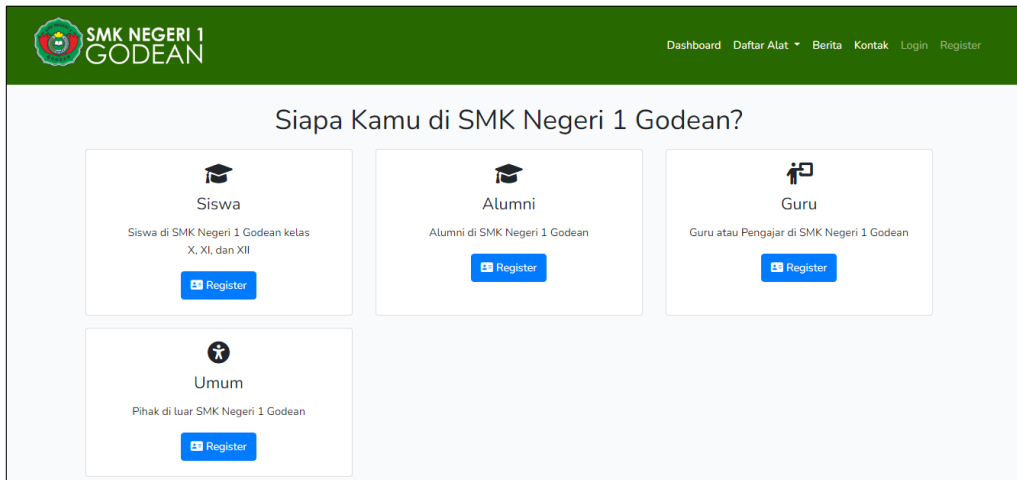 SMK NEGERI 1
GODEAN
Dashboard Daftar Alat Berita Kontak Login Register
Siapa Kamu di SMK Negeri 1 Godean?
Siswa
Siswa di SMK Negeri 1 Godean kelas
X, XI, dan XII
Register
Alumni
Alumni di SMK Negeri 1 Godean
Register
Guru
Guru atau Pengajar di SMK Negeri 1 Godean
Register
Umum
Pihak di luar SMK Negeri 1 Godean
Register